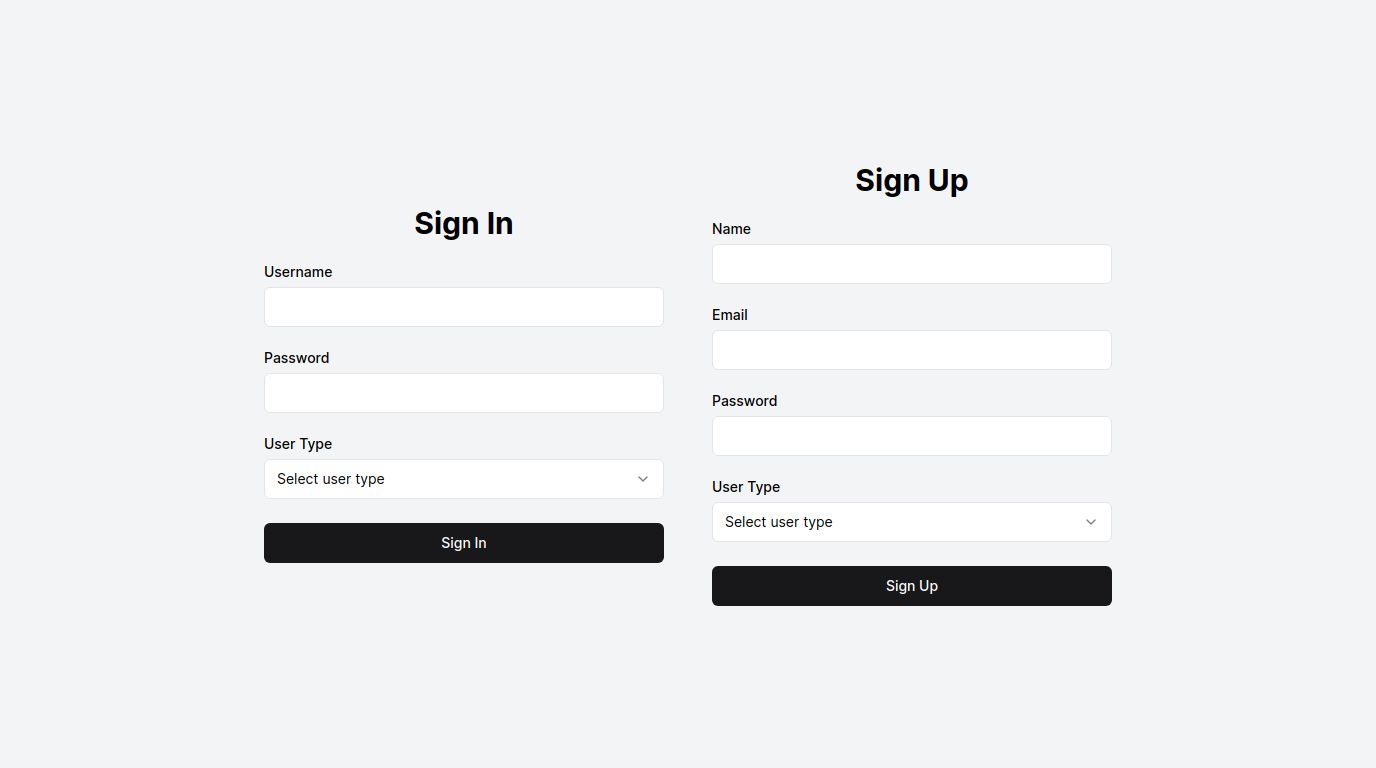 Sign In
Username
Password
User Type
Select user type
Sign In
Sign Up
Name
Email
Password
User Type
Select user type
Sign Up